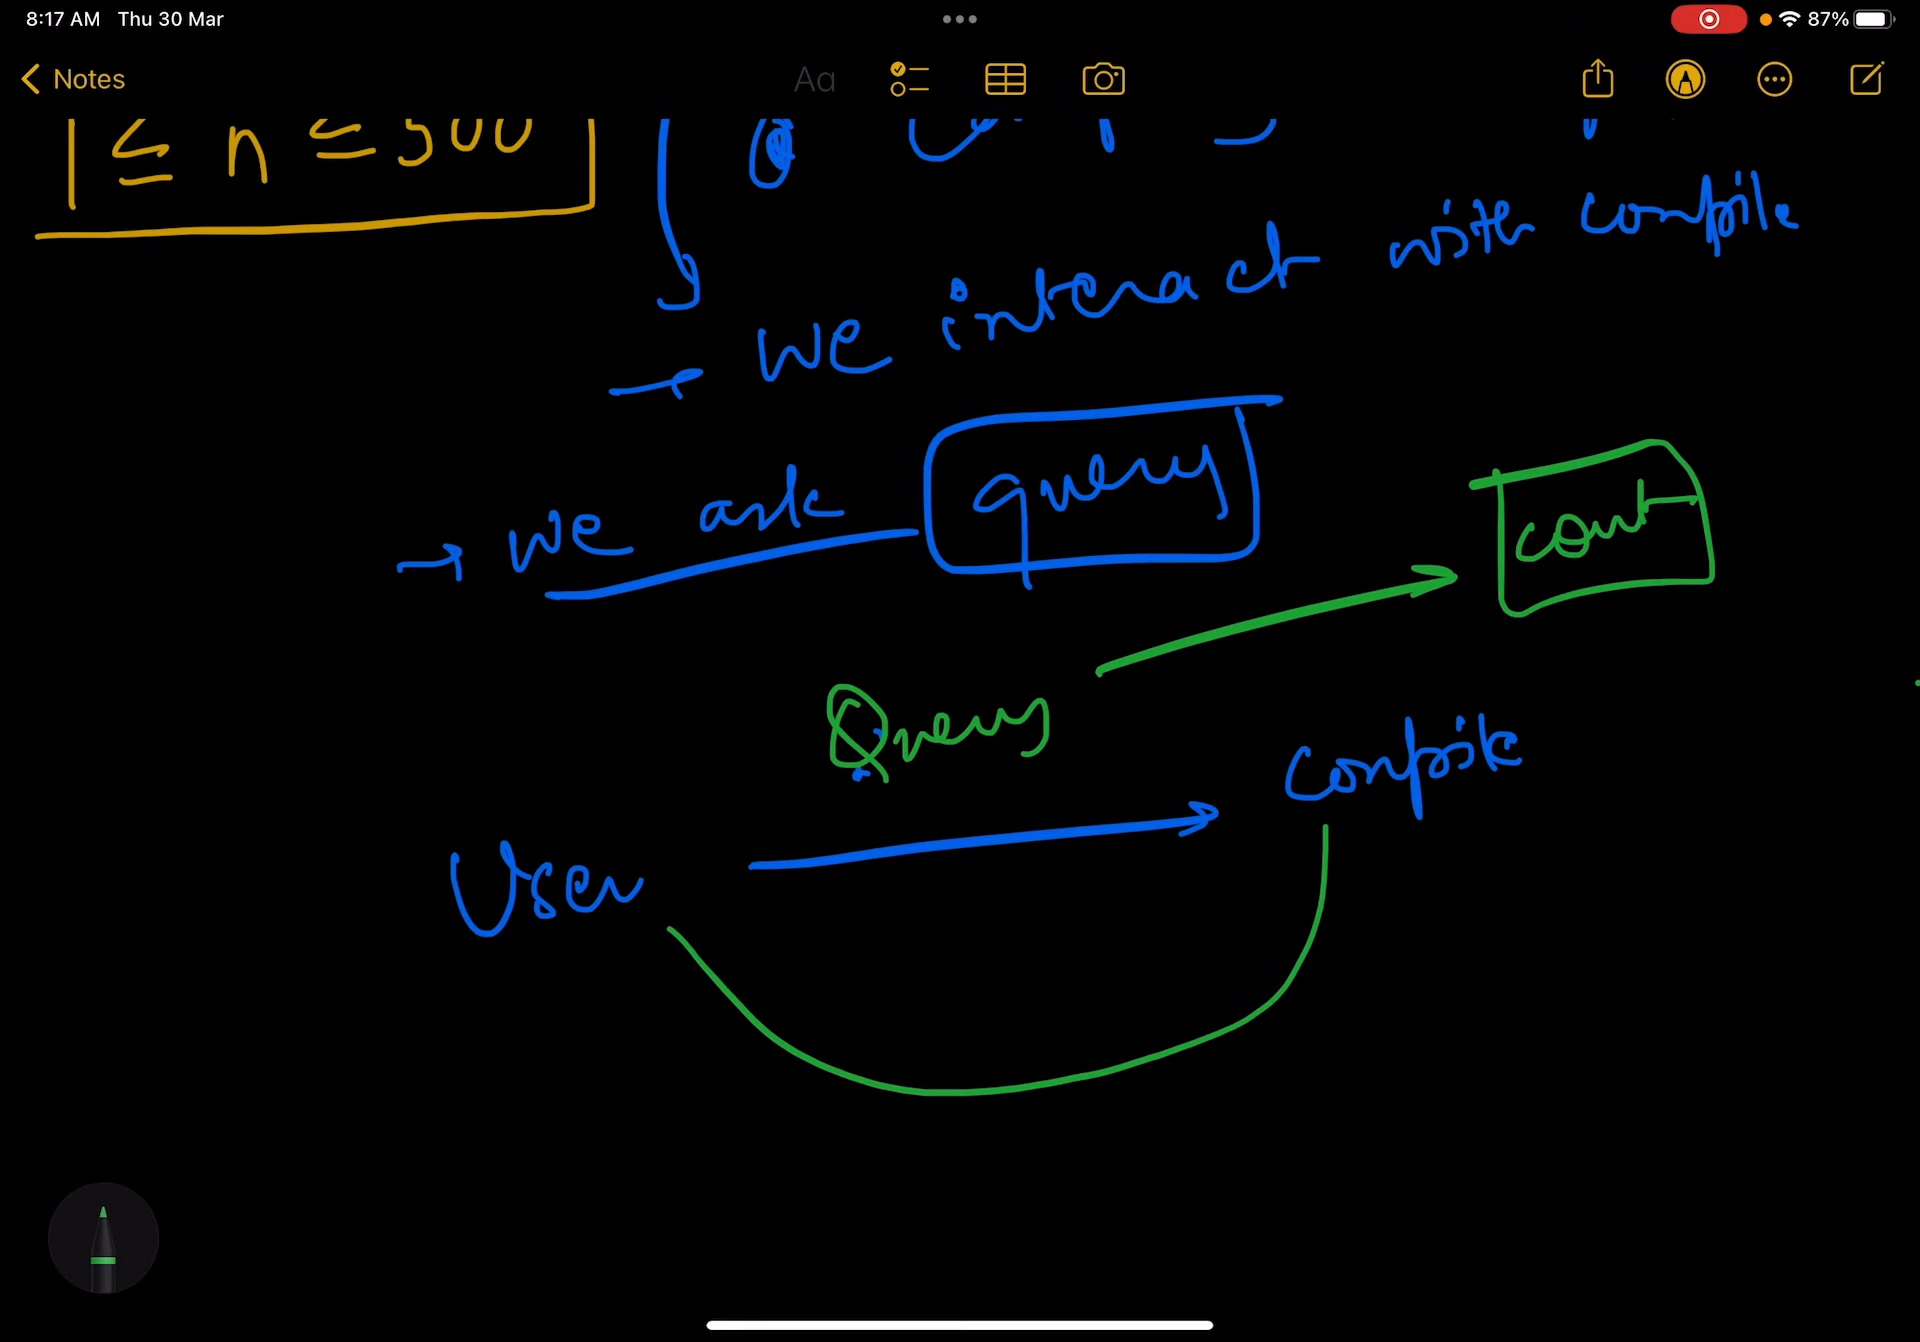 8:17 AM Thu 30 Mar
87%
Notes
Aa
1 ≤ n ≤ 300
→ We interact with compile
→ we ask query
cout
Query
Compile
User